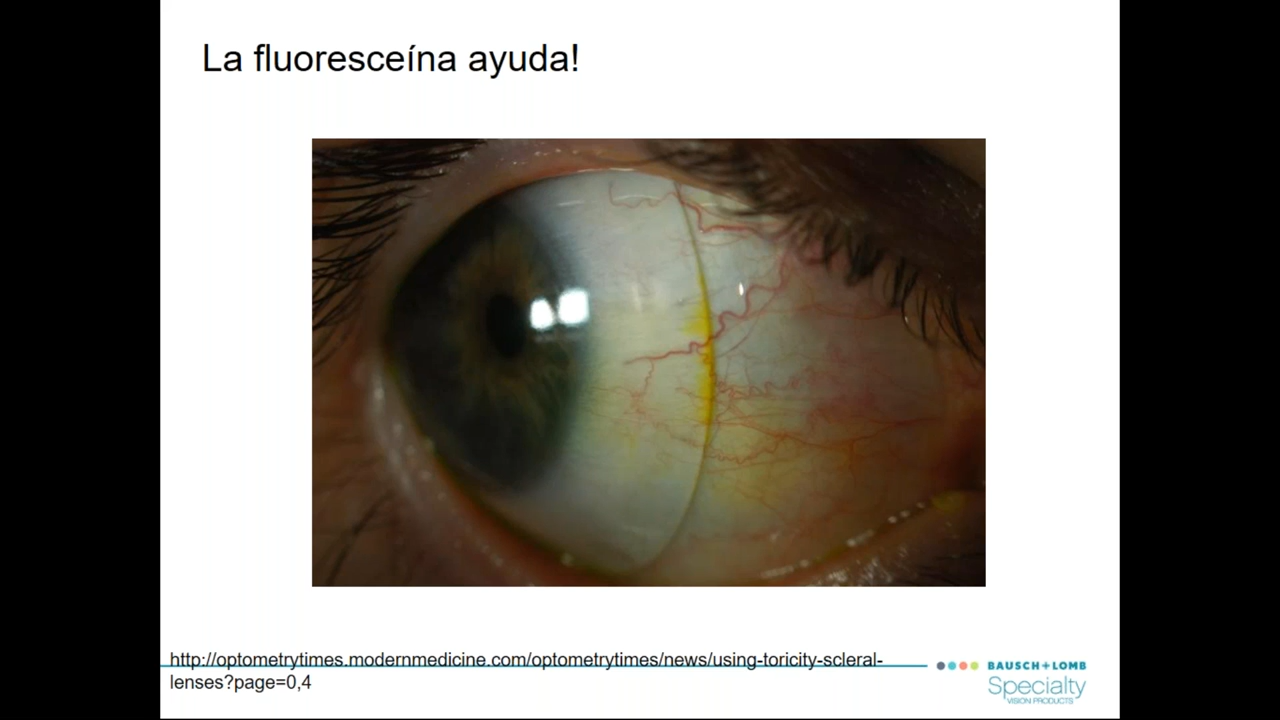 La fluoresceína ayuda!
http://optometrytimes.modernmedicine.com/optometrytimes/news/using-toricity-scleral-
lenses?page=0,4
BAUSCH+LOMB
Specialty
VISION PRODUCTS